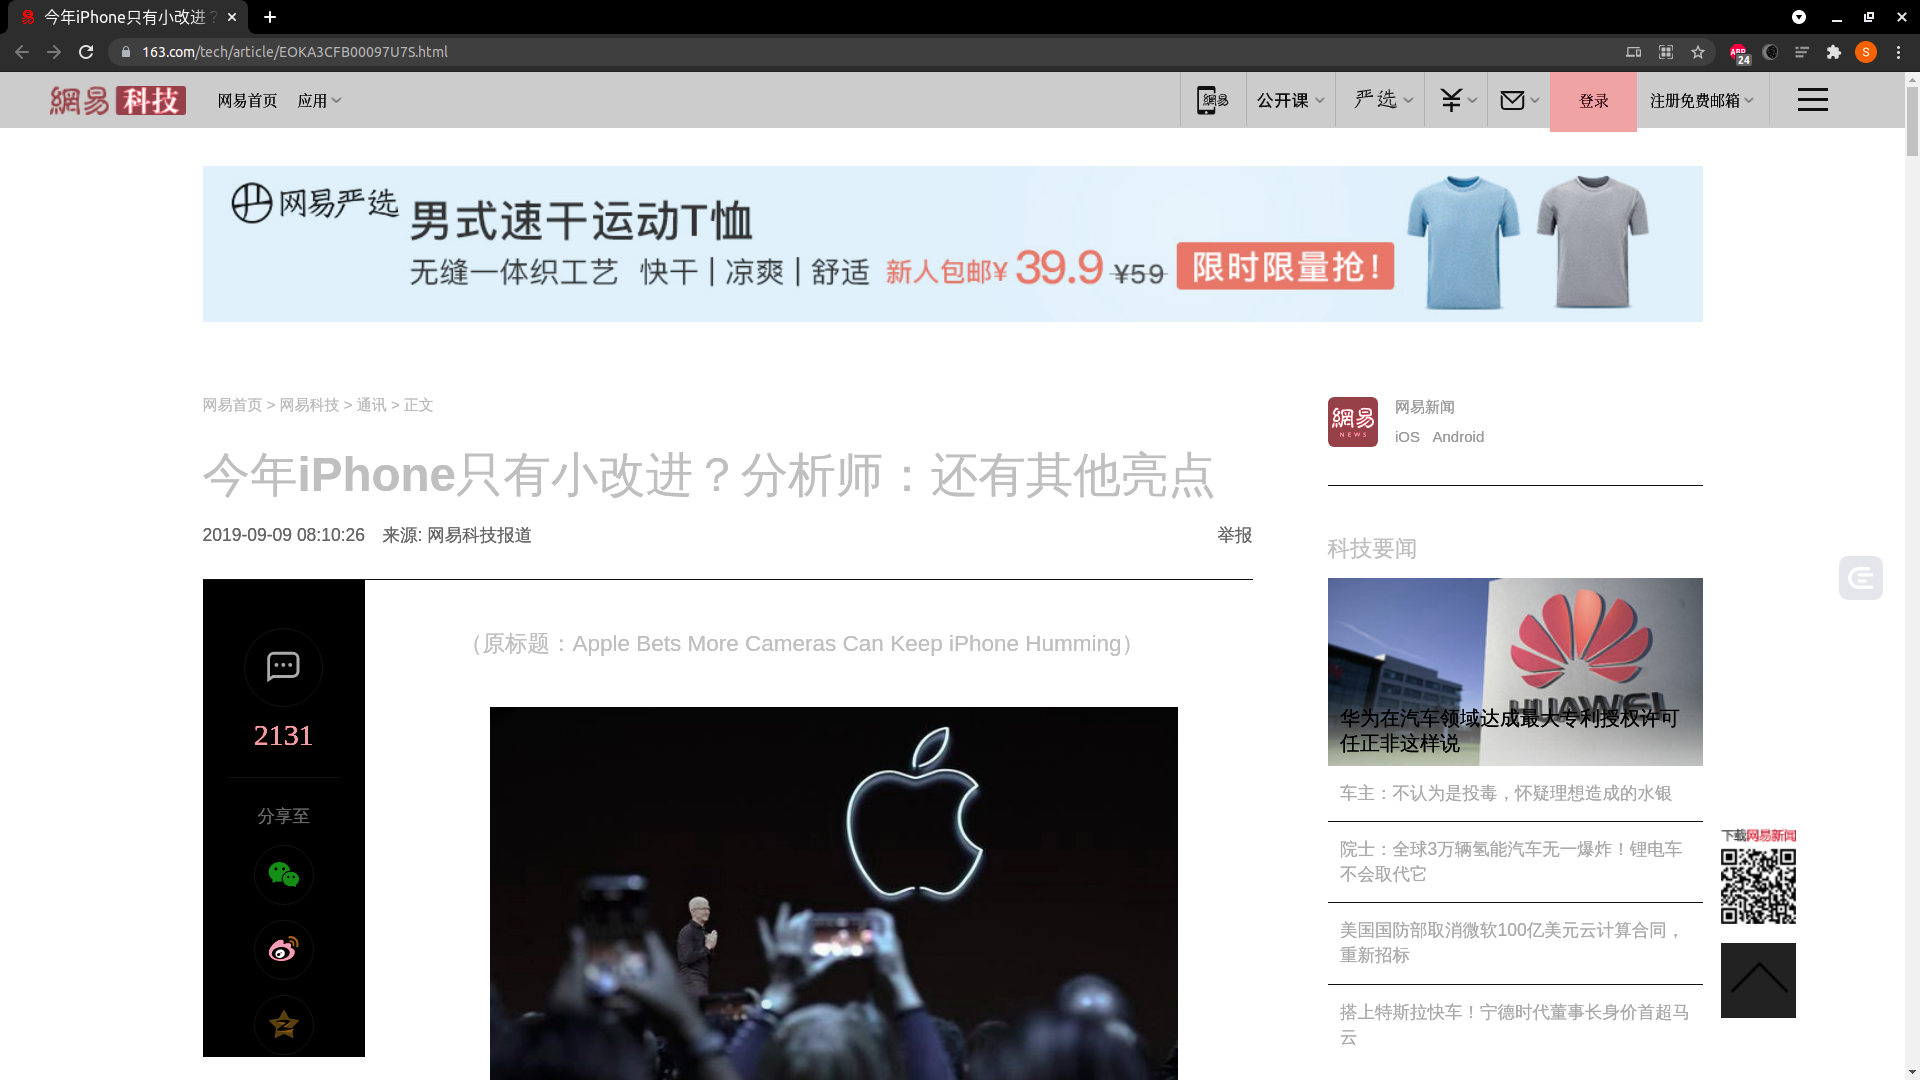 今年iPhone只有小改进？
163.com/tech/article/EOKA3CFB00097U7S.html
24
S
網易 科技
网易首页
应用
網易
公开课
严选
登录
注册免费邮箱
网易严选
男式速干运动T恤
无缝一体织工艺 快干 | 凉爽 | 舒适 新人包邮¥39.9 ¥59 限时限量抢!
网易首页 > 网易科技 > 通讯 > 正文
今年iPhone只有小改进？分析师：还有其他亮点
2019-09-09 08:10:26 来源: 网易科技报道
举报
2131
分享至
（原标题：Apple Bets More Cameras Can Keep iPhone Humming）
網易
NEWS
网易新闻
iOS Android
科技要闻
HUAWEI
华为在汽车领域达成最大专利授权许可
任正非这样说
车主：不认为是投毒，怀疑理想造成的水银
院士：全球3万辆氢能汽车无一爆炸！锂电车
不会取代它
美国国防部取消微软100亿美元云计算合同，
重新招标
搭上特斯拉快车！宁德时代董事长身价首超马
云
下载网易新闻